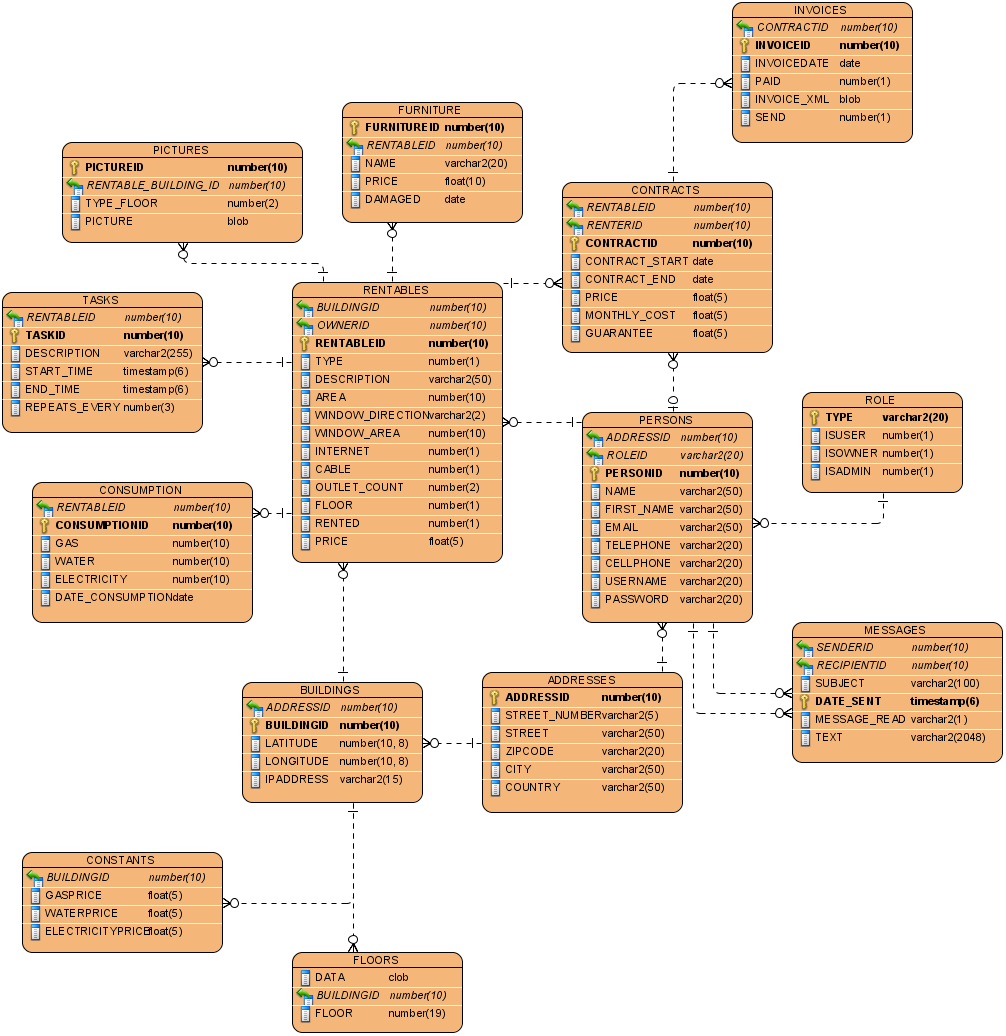 INVOICES
CONTRACTID number(10)
INVOICEID number(10)
INVOICEDATE date
PAID number(1)
INVOICE_XML blob
SEND number(1)
FURNITURE
FURNITUREID number(10)
RENTABLEID number(10)
NAME varchar2(20)
PRICE float(10)
DAMAGED date
PICTURES
PICTUREID number(10)
RENTABLE_BUILDING_ID number(10)
TYPE_FLOOR number(2)
PICTURE blob
CONTRACTS
RENTABLEID number(10)
RENTERID number(10)
CONTRACTID number(10)
CONTRACT_START date
CONTRACT_END date
PRICE float(5)
MONTHLY_COST float(5)
GUARANTEE float(5)
TASKS
RENTABLEID number(10)
TASKID number(10)
DESCRIPTION varchar2(255)
START_TIME timestamp(6)
END_TIME timestamp(6)
REPEATS_EVERY number(3)
RENTABLES
BUILDINGID number(10)
OWNERID number(10)
RENTABLEID number(10)
TYPE number(1)
DESCRIPTION varchar2(50)
AREA number(10)
WINDOW_DIRECTION varchar2(2)
WINDOW_AREA number(10)
INTERNET number(1)
CABLE number(1)
OUTLET_COUNT number(2)
FLOOR number(1)
RENTED number(1)
PRICE float(5)
ROLE
TYPE varchar2(20)
ISUSER number(1)
ISOWNER number(1)
ISADMIN number(1)
PERSONS
ADDRESSID number(10)
ROLEID varchar2(20)
PERSONID number(10)
NAME varchar2(50)
FIRST_NAME varchar2(50)
EMAIL varchar2(50)
TELEPHONE varchar2(20)
CELLPHONE varchar2(20)
USERNAME varchar2(20)
PASSWORD varchar2(20)
CONSUMPTION
RENTABLEID number(10)
CONSUMPTIONID number(10)
GAS number(10)
WATER number(10)
ELECTRICITY number(10)
DATE_CONSUMPTION date
MESSAGES
SENDERID number(10)
RECIPIENTID number(10)
SUBJECT varchar2(100)
DATE_SENT timestamp(6)
MESSAGE_READ varchar2(1)
TEXT varchar2(2048)
BUILDINGS
ADDRESSID number(10)
BUILDINGID number(10)
LATITUDE number(10, 8)
LONGITUDE number(10, 8)
IPADDRESS varchar2(15)
ADDRESSES
ADDRESSID number(10)
STREET_NUMBER varchar2(5)
STREET varchar2(50)
ZIPCODE varchar2(20)
CITY varchar2(50)
COUNTRY varchar2(50)
CONSTANTS
BUILDINGID number(10)
GASPRICE float(5)
WATERPRICE float(5)
ELECTRICITYPRICE float(5)
FLOORS
DATA clob
BUILDINGID number(10)
FLOOR number(19)